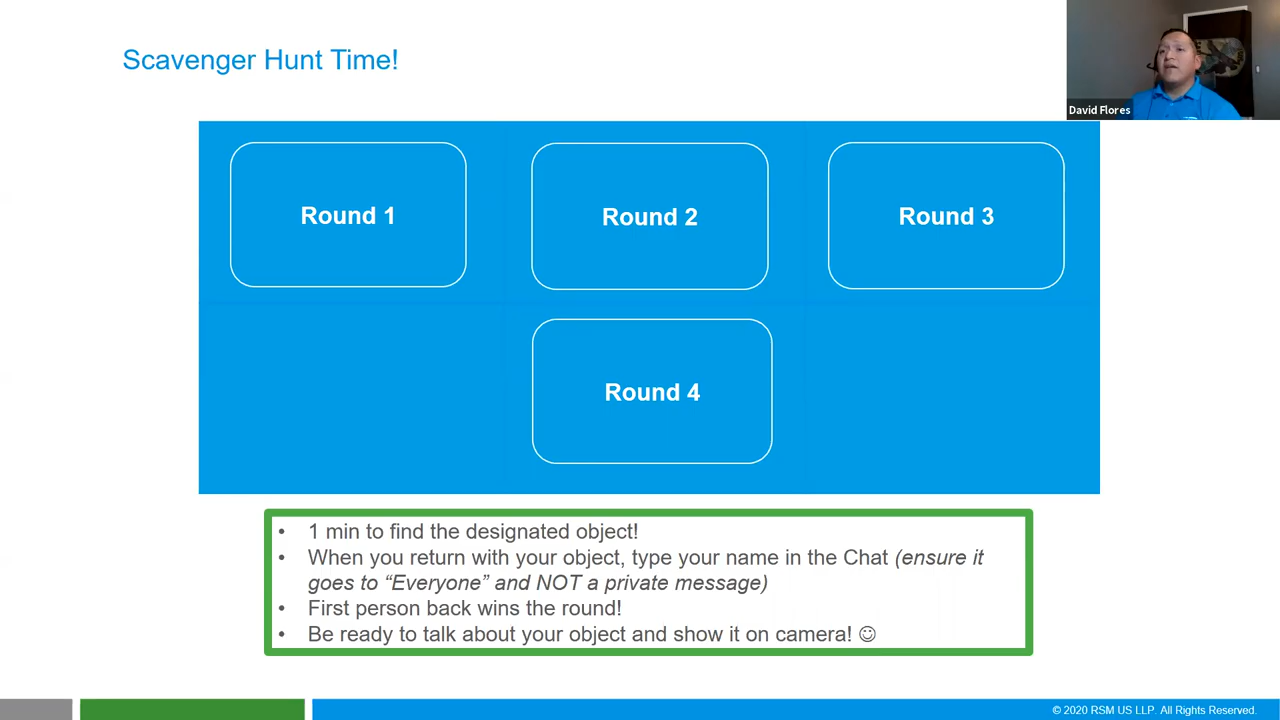 Scavenger Hunt Time!
David Flores
Round 1
Round 2
Round 3
Round 4
• 1 min to find the designated object!
• When you return with your object, type your name in the Chat (ensure it
goes to “Everyone” and NOT a private message)
• First person back wins the round!
• Be ready to talk about your object and show it on camera! ☺
© 2020 RSM US LLP. All Rights Reserved.